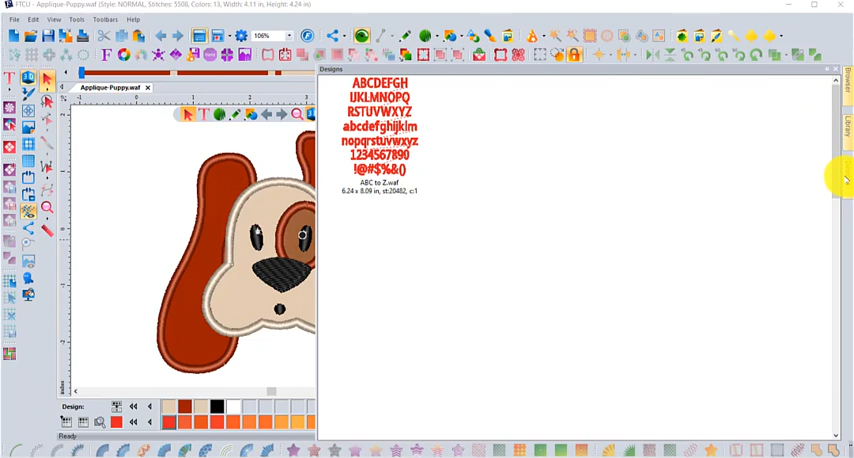 FTCU - Applique-Puppy.waf (Style: NORMAL, Stitches: 5508, Colors: 13, Width: 4.11 in, Height: 4.24 in)
File Edit View Tools Toolbars Help
106%
Applique-Puppy.waf
Designs
ABCDEFGH
IJKLMNOPQ
RSTUVWXYZ
abcdefghijklm
nopqrstuvwxyz
1234567890
!@#$%&()
ABC to Z.waf
6.24 x 8.09 in, st:20482, c:1
Browser
Library
inches
Design:
Ready